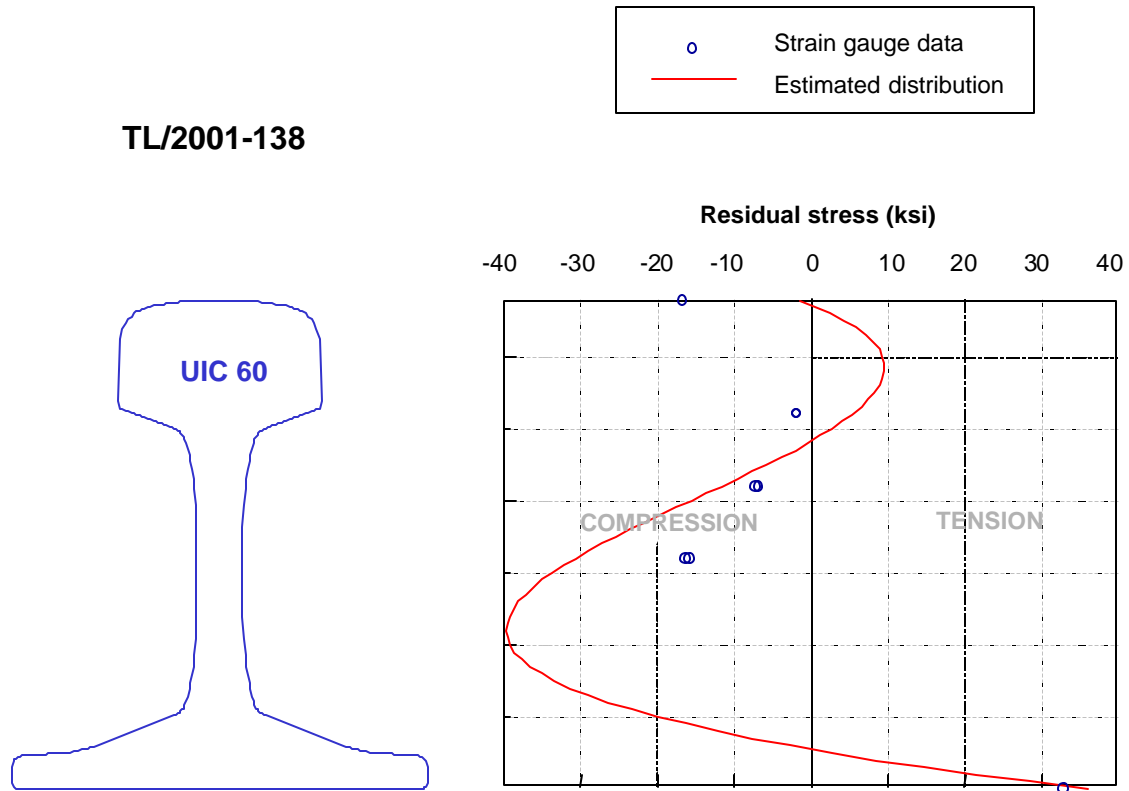 Strain gauge data
Estimated distribution
TL/2001-138
Residual stress (ksi)
-40 -30 -20 -10 0 10 20 30 40
UIC 60
COMPRESSION TENSION